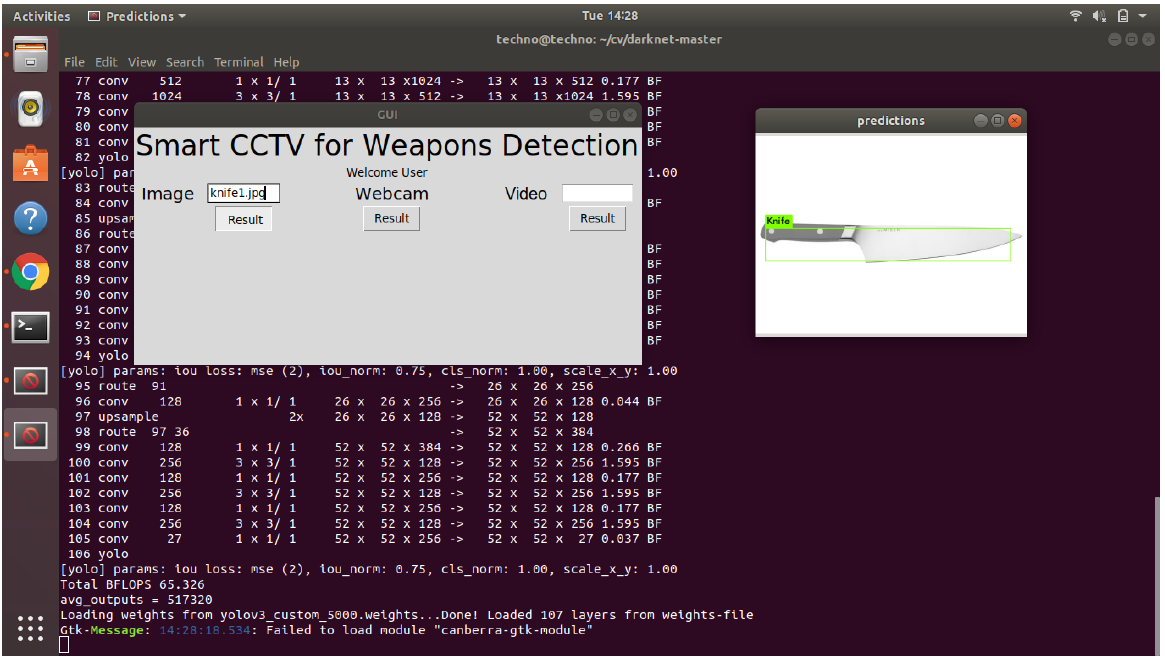 Activities Predictions Tue 14:28
techno@techno: ~/cv/darknet-master
File Edit View Search Terminal Help
77 conv 512 1 x 1/ 1 13 x 13 x1024 -> 13 x 13 x 512 0.177 BF
78 conv 1024 3 x 3/ 1 13 x 13 x 512 -> 13 x 13 x1024 1.595 BF
79 conv BF
80 conv BF
81 conv BF
82 yolo
[yolo] par 1.00
83 route
84 conv BF
85 upsam
86 route
87 conv BF
88 conv BF
89 conv BF
90 conv BF
91 conv BF
92 conv BF
93 conv BF
94 yolo
[yolo] params: iou loss: mse (2), iou_norm: 0.75, cls_norm: 1.00, scale_x_y: 1.00
95 route 91 -> 26 x 26 x 256
96 conv 128 1 x 1/ 1 26 x 26 x 256 -> 26 x 26 x 128 0.044 BF
97 upsample 2x 26 x 26 x 128 -> 52 x 52 x 128
98 route 97 36 -> 52 x 52 x 384
99 conv 128 1 x 1/ 1 52 x 52 x 384 -> 52 x 52 x 128 0.266 BF
100 conv 256 3 x 3/ 1 52 x 52 x 128 -> 52 x 52 x 256 1.595 BF
101 conv 128 1 x 1/ 1 52 x 52 x 256 -> 52 x 52 x 128 0.177 BF
102 conv 256 3 x 3/ 1 52 x 52 x 128 -> 52 x 52 x 256 1.595 BF
103 conv 128 1 x 1/ 1 52 x 52 x 256 -> 52 x 52 x 128 0.177 BF
104 conv 256 3 x 3/ 1 52 x 52 x 128 -> 52 x 52 x 256 1.595 BF
105 conv 27 1 x 1/ 1 52 x 52 x 256 -> 52 x 52 x 27 0.037 BF
106 yolo
[yolo] params: iou loss: mse (2), iou_norm: 0.75, cls_norm: 1.00, scale_x_y: 1.00
Total BFLOPS 65.326
avg_outputs = 517320
Loading weights from yolov3_custom_5000.weights...Done! Loaded 107 layers from weights-file
Gtk-Message: 14:28:18.534: Failed to load module "canberra-gtk-module"
GUI
Smart CCTV for Weapons Detection
Welcome User
Image knife1.jpg Webcam Video
Result Result Result
predictions
Knife